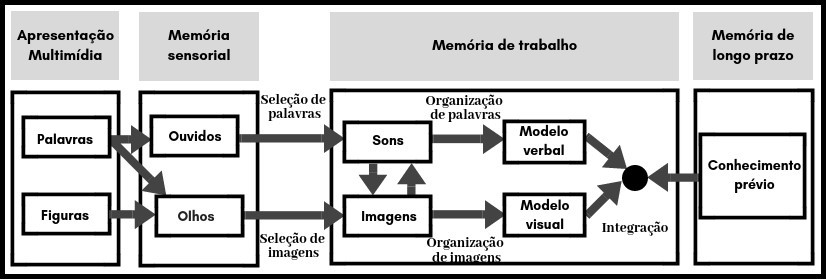 Apresentação
Multimídia
Memória
sensorial
Memória de trabalho
Memória de
longo prazo
Seleção de
palavras
Organização
de palavras
Palavras
Ouvidos
Sons
Modelo
verbal
Conhecimento
prévio
Figuras
Olhos
Imagens
Modelo
visual
Integração
Seleção de
imagens
Organização
de imagens